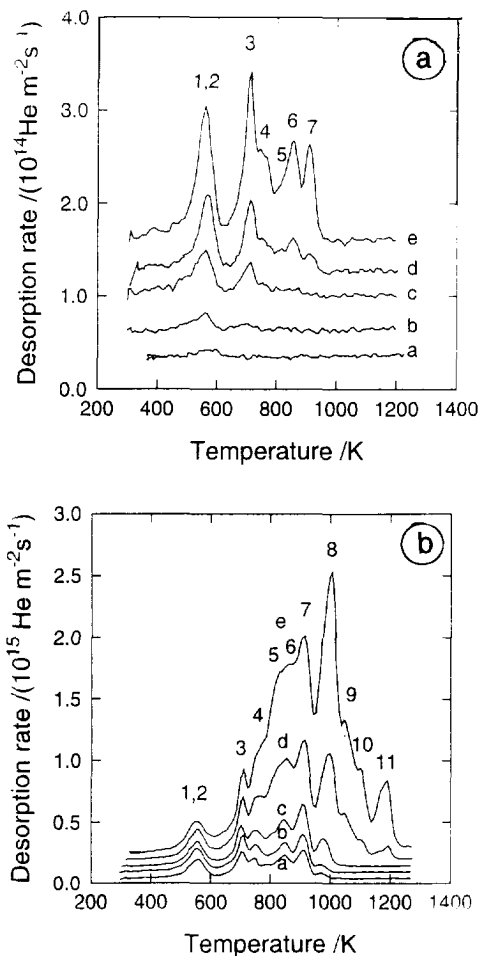 a
4.0
3.0
2.0
1.0
0.0
Desorption rate /(10¹⁴He m⁻²s⁻¹)
1,2
3
4
5
6
7
e
d
c
b
a
200 400 600 800 1000 1200 1400
Temperature /K
b
3.0
2.5
2.0
1.5
1.0
0.5
0.0
Desorption rate /(10¹⁵ He m⁻²s⁻¹)
1,2
3
4
5
6
7
8
9
10
11
e
d
c
b
a
200 400 600 800 1000 1200 1400
Temperature /K